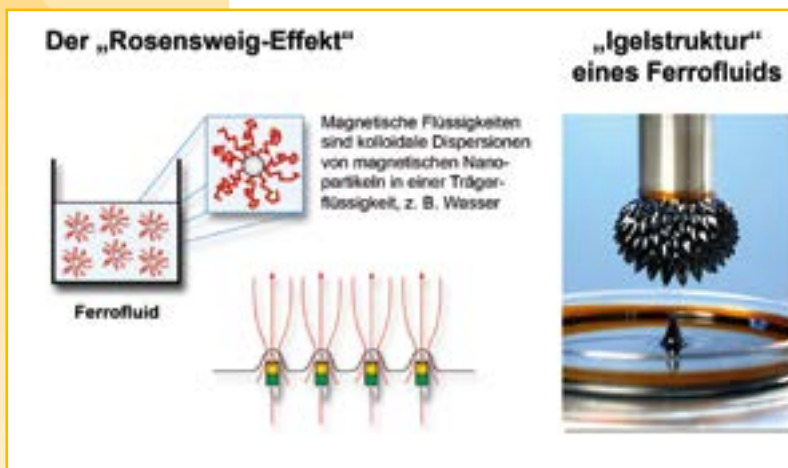 Der „Rosensweig-Effekt“
„Igelstruktur“
eines Ferrofluids
Magnetische Flüssigkeiten
sind kolloidale Dispersionen
von magnetischen Nano-
partikeln in einer Träger-
flüssigkeit, z. B. Wasser
Ferrofluid